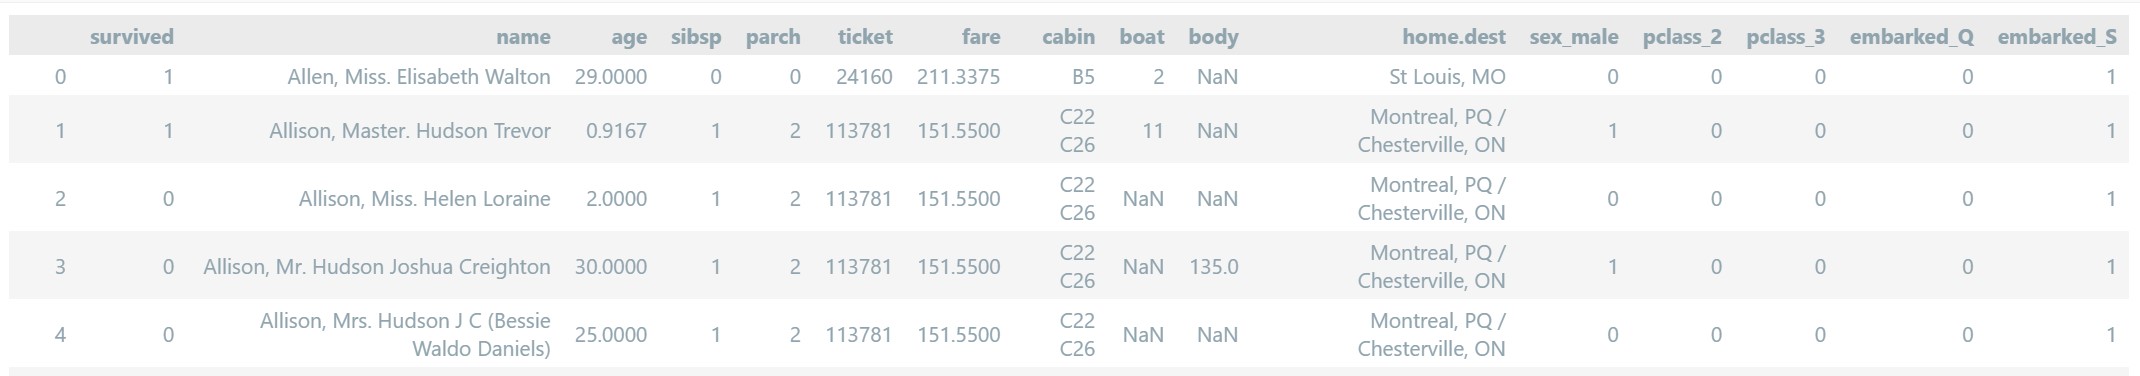 survived name age sibsp parch ticket fare cabin boat body home.dest sex_male pclass_2 pclass_3 embarked_Q embarked_S
0 1 Allen, Miss. Elisabeth Walton 29.0000 0 0 24160 211.3375 B5 2 NaN St Louis, MO 0 0 0 0 1
C22 Montreal, PQ /
1 1 Allison, Master. Hudson Trevor 0.9167 1 2 113781 151.5500 11 NaN 1 0 0 0 1
C26 Chesterville, ON
C22 Montreal, PQ /
2 0 Allison, Miss. Helen Loraine 2.0000 1 2 113781 151.5500 NaN NaN 0 0 0 0 1
C26 Chesterville, ON
C22 Montreal, PQ /
3 0 Allison, Mr. Hudson Joshua Creighton 30.0000 1 2 113781 151.5500 NaN 135.0 1 0 0 0 1
C26 Chesterville, ON
Allison, Mrs. Hudson J C (Bessie C22 Montreal, PQ /
4 0 25.0000 1 2 113781 151.5500 NaN NaN 0 0 0 0 1
Waldo Daniels) C26 Chesterville, ON